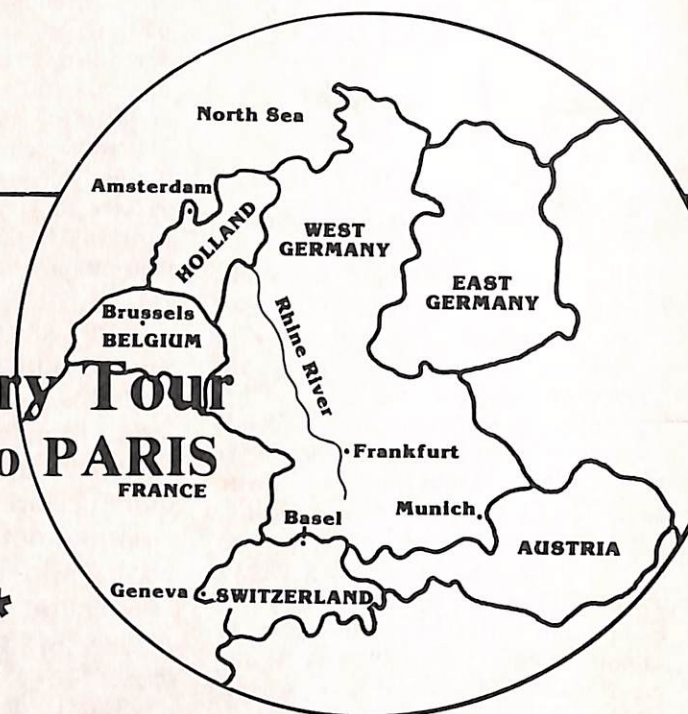 North Sea
Amsterdam
HOLLAND
WEST
GERMANY
EAST
GERMANY
Brussels
BELGIUM
Rhine River
ry Tour
o PARIS
FRANCE
Frankfurt
Basel
Munich
AUSTRIA
Geneva
SWITZERLAND
*